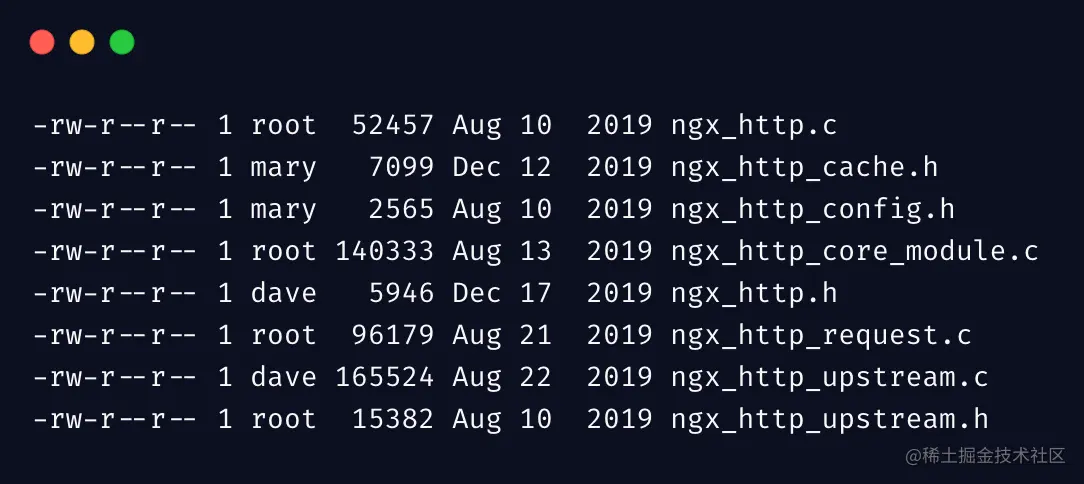 -rw-r--r-- 1 root  52457 Aug 10  2019 ngx_http.c
-rw-r--r-- 1 mary   7099 Dec 12  2019 ngx_http_cache.h
-rw-r--r-- 1 mary   2565 Aug 10  2019 ngx_http_config.h
-rw-r--r-- 1 root 140333 Aug 13  2019 ngx_http_core_module.c
-rw-r--r-- 1 dave   5946 Dec 17  2019 ngx_http.h
-rw-r--r-- 1 root  96179 Aug 21  2019 ngx_http_request.c
-rw-r--r-- 1 dave 165524 Aug 22  2019 ngx_http_upstream.c
-rw-r--r-- 1 root  15382 Aug 10  2019 ngx_http_upstream.h
@稀土掘金技术社区